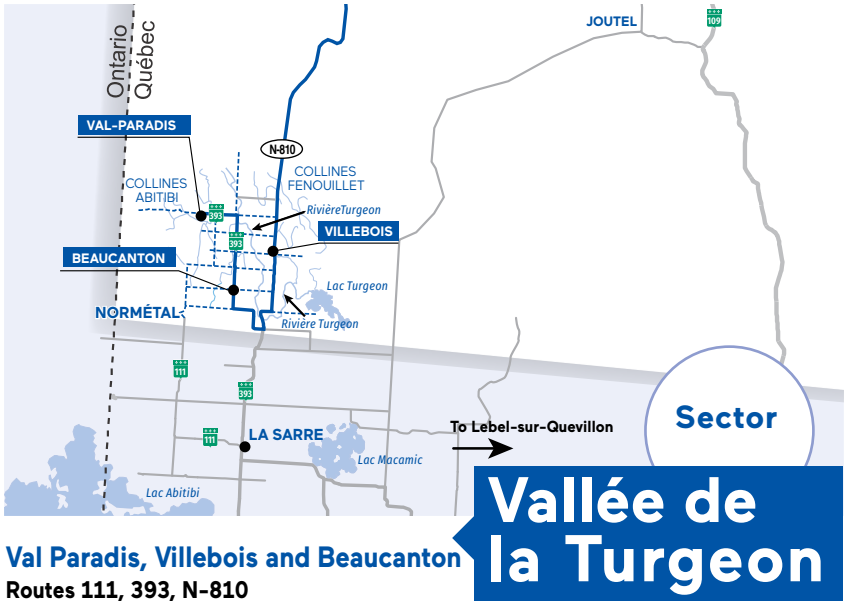 JOUTEL
109
Ontario
Québec
VAL-PARADIS
N-810
COLLINES
ABITIBI
COLLINES
FENOUILLET
393
RivièreTurgeon
393
VILLEBOIS
BEAUCANTON
Lac Turgeon
NORMÉTAL
Rivière Turgeon
111
393
Sector
111
LA SARRE
To Lebel-sur-Quevillon
Lac Macamic
Lac Abitibi
Vallée de
la Turgeon
Val Paradis, Villebois and Beaucanton
Routes 111, 393, N-810